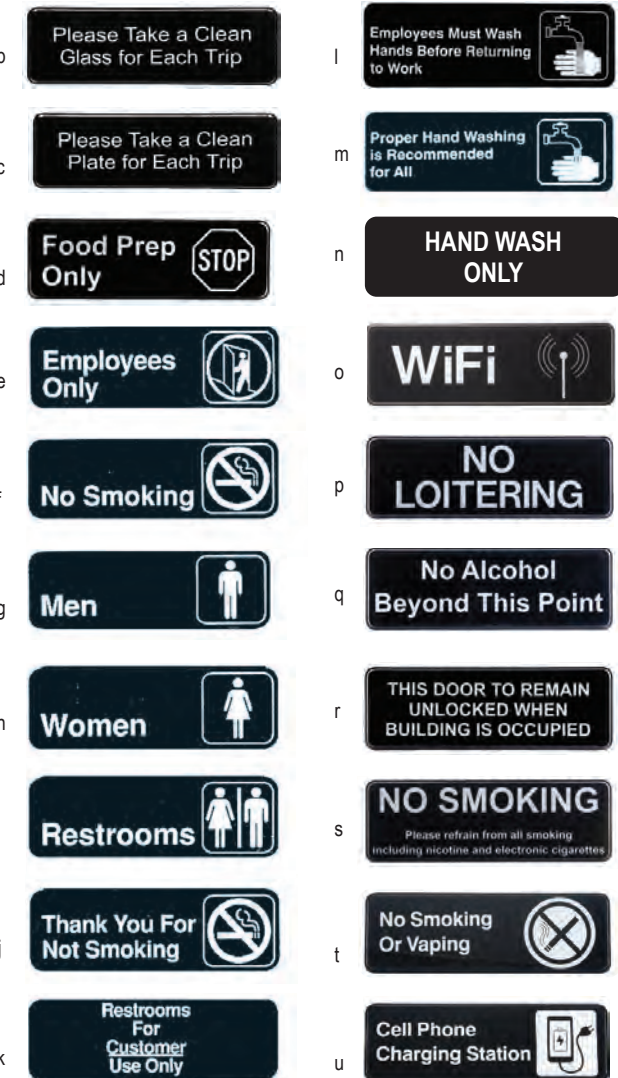 Please Take a Clean
Glass for Each Trip
c
Please Take a Clean
Plate for Each Trip
d
Food Prep
Only
STOP
e
Employees
Only
No Smoking
g
Men
Women
Restrooms
j
Thank You For
Not Smoking
k
Restrooms
For
Customer
Use Only
l
Employees Must Wash
Hands Before Returning
to Work
m
Proper Hand Washing
is Recommended
for All
n
HAND WASH
ONLY
o
WiFi
p
NO
LOITERING
q
No Alcohol
Beyond This Point
r
THIS DOOR TO REMAIN
UNLOCKED WHEN
BUILDING IS OCCUPIED
s
NO SMOKING
Please refrain from all smoking
including nicotine and electronic cigarettes
t
No Smoking
Or Vaping
u
Cell Phone
Charging Station